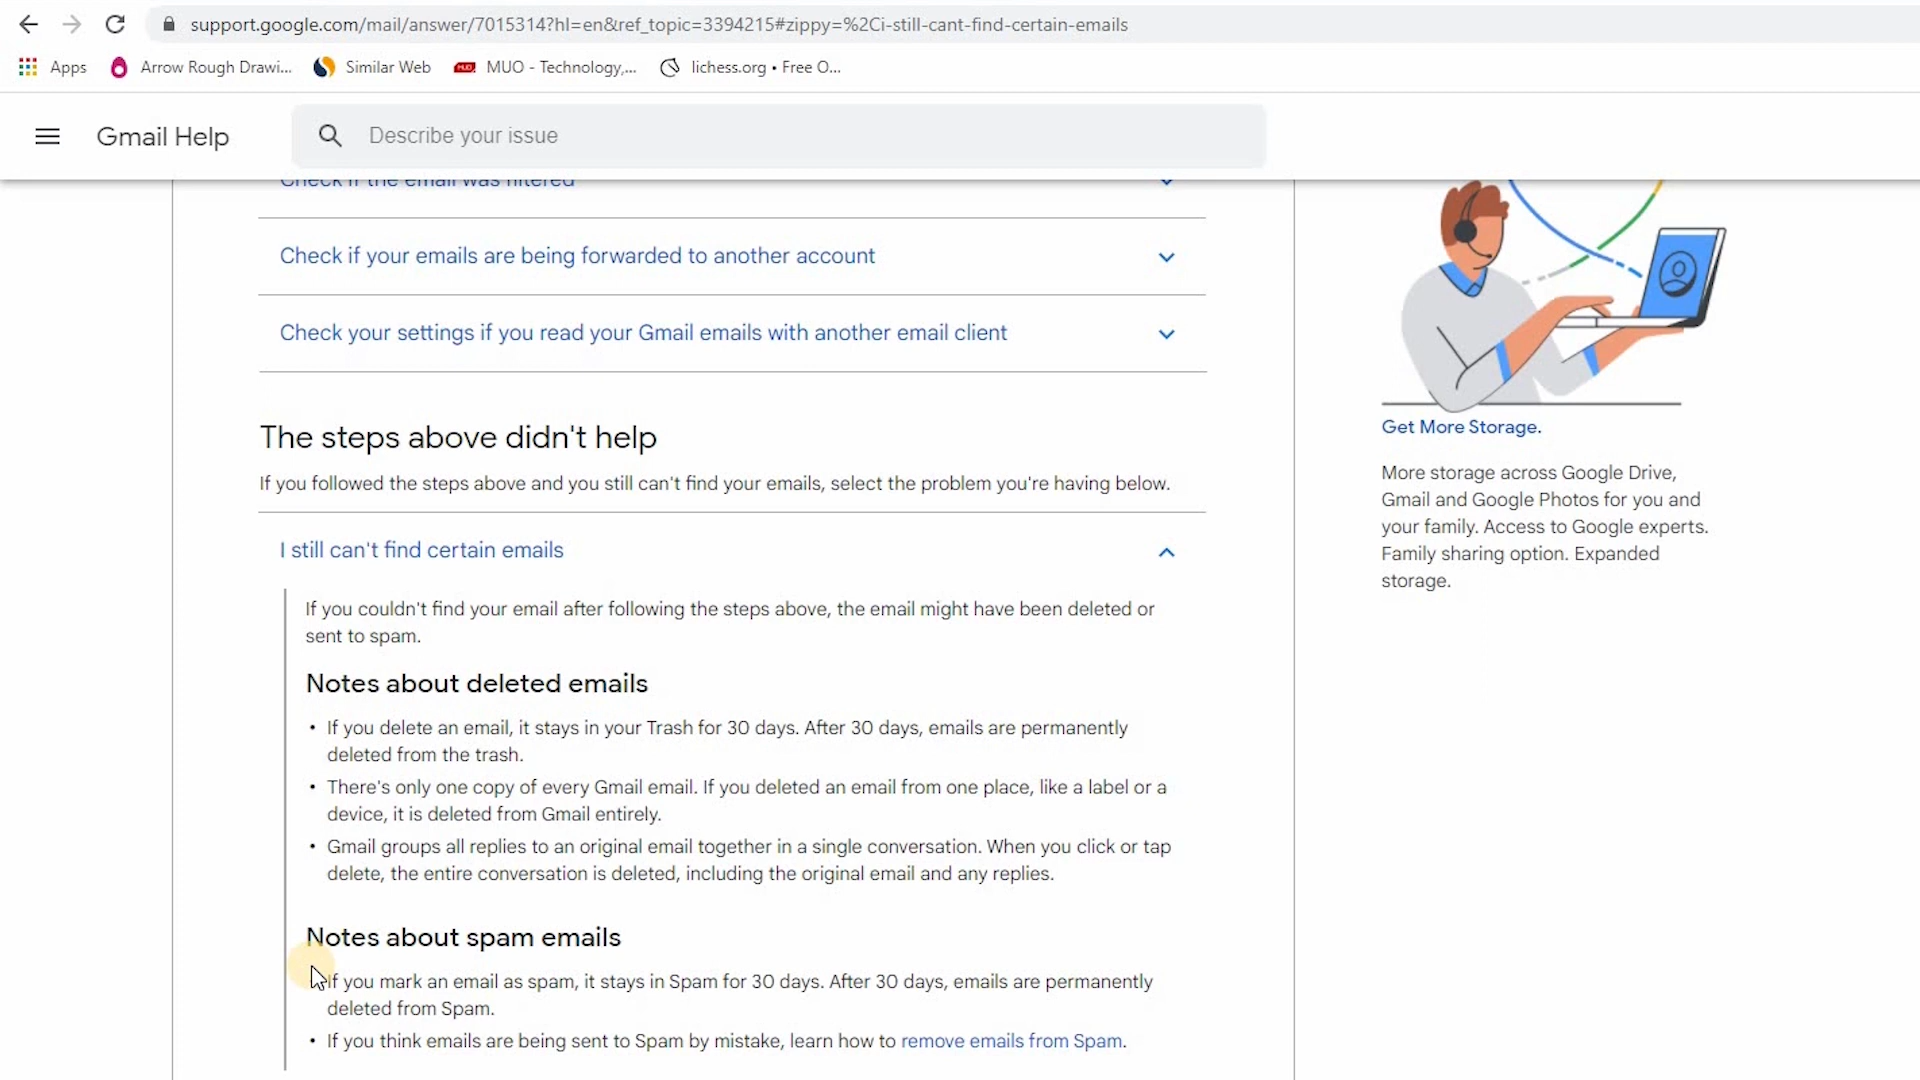 support.google.com/mail/answer/7015314?hl=en&ref_topic=3394215#zippy=%2Ci-still-cant-find-certain-emails
Apps
Arrow Rough Drawi...
Similar Web
MUO
MUO - Technology,...
lichess.org • Free O...
Gmail Help
Describe your issue
Check if the email was filtered
Check if your emails are being forwarded to another account
Check your settings if you read your Gmail emails with another email client
The steps above didn't help
If you followed the steps above and you still can't find your emails, select the problem you're having below.
I still can't find certain emails
If you couldn't find your email after following the steps above, the email might have been deleted or
sent to spam.
Notes about deleted emails
• If you delete an email, it stays in your Trash for 30 days. After 30 days, emails are permanently
deleted from the trash.
• There's only one copy of every Gmail email. If you deleted an email from one place, like a label or a
device, it is deleted from Gmail entirely.
• Gmail groups all replies to an original email together in a single conversation. When you click or tap
delete, the entire conversation is deleted, including the original email and any replies.
Notes about spam emails
If you mark an email as spam, it stays in Spam for 30 days. After 30 days, emails are permanently
deleted from Spam.
• If you think emails are being sent to Spam by mistake, learn how to remove emails from Spam.
Get More Storage.
More storage across Google Drive,
Gmail and Google Photos for you and
your family. Access to Google experts.
Family sharing option. Expanded
storage.